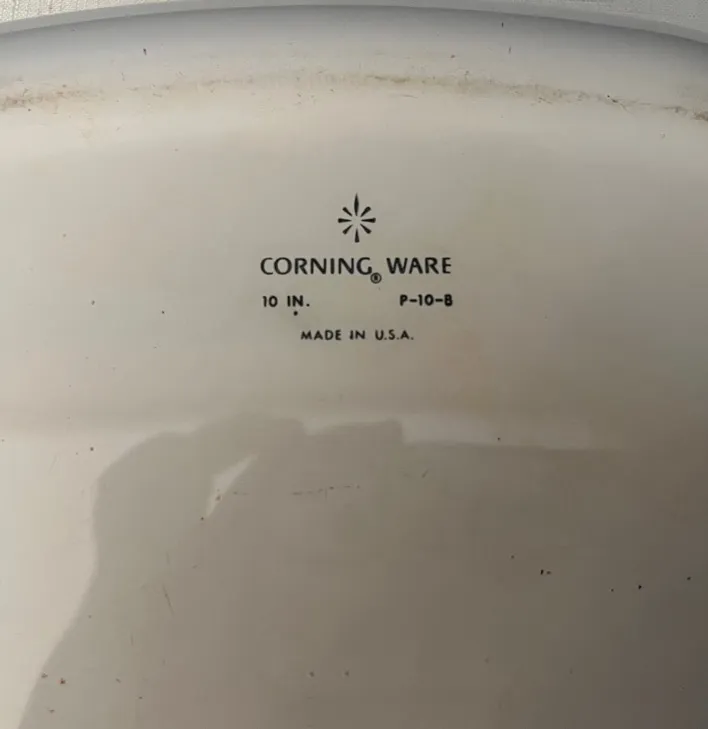 CORNING® WARE
10 IN. P-10-B
MADE IN U.S.A.